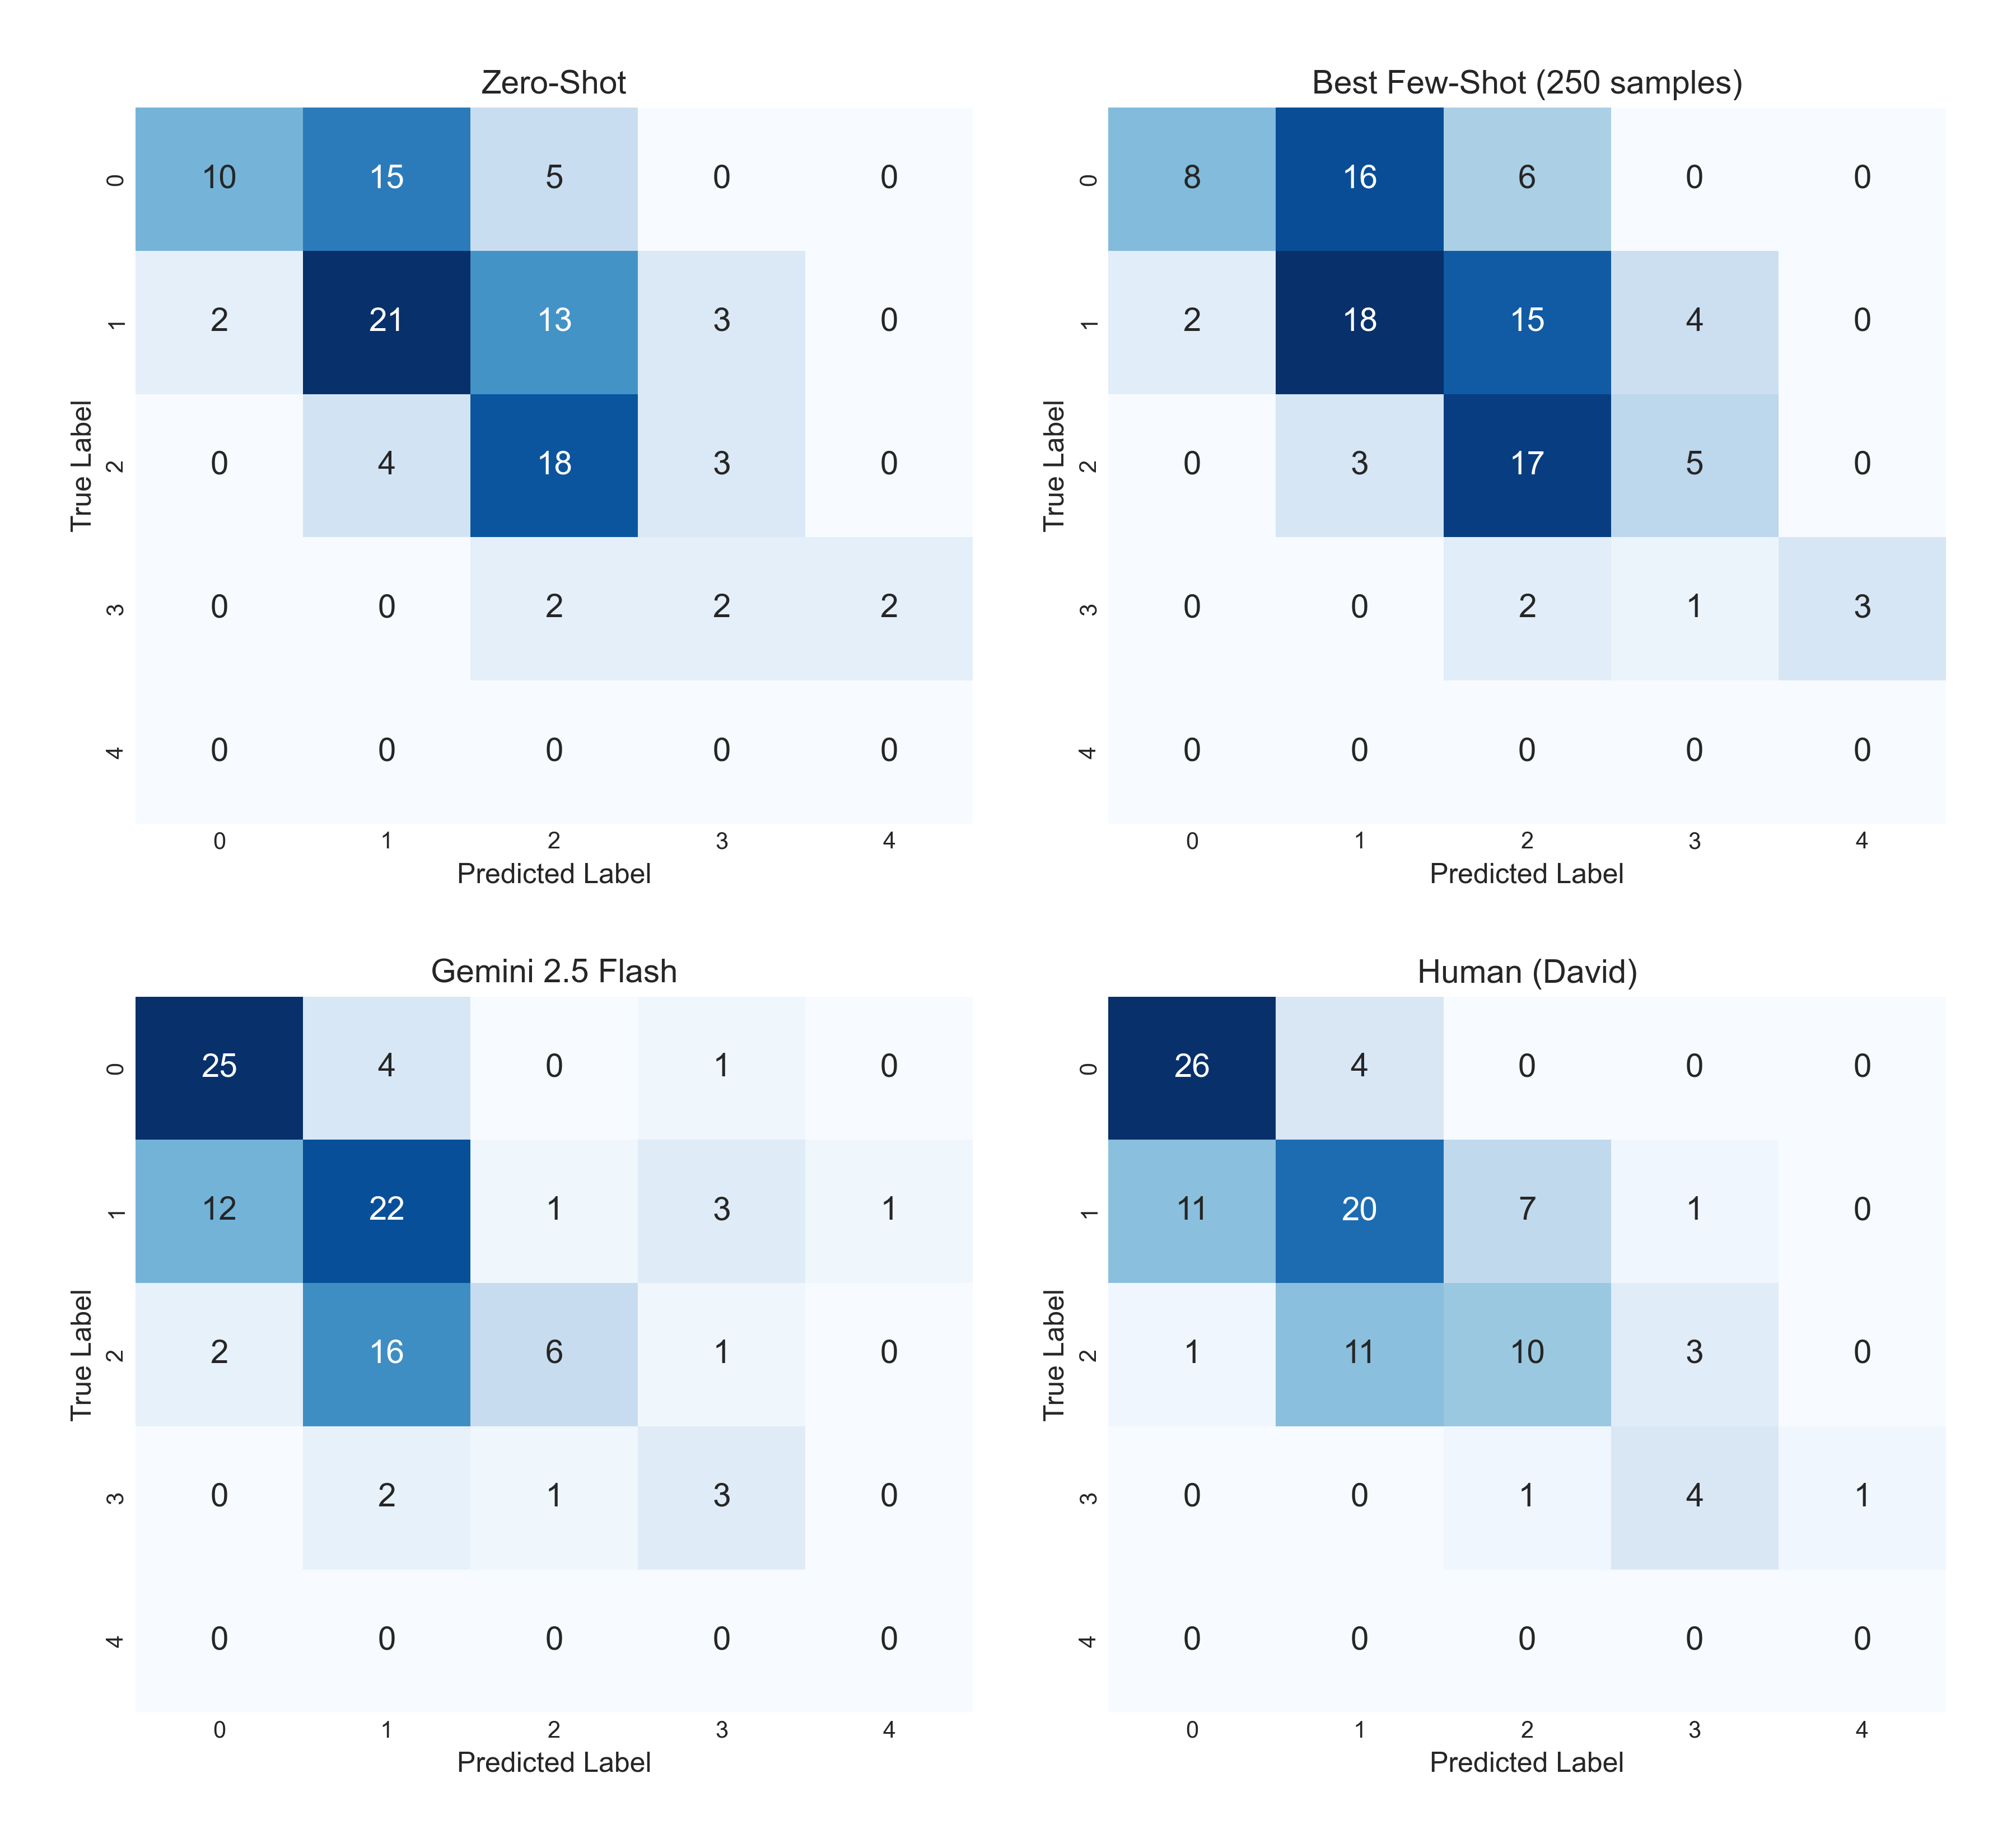 Zero-Shot
0 10 15 5 0 0
1 2 21 13 3 0
2 0 4 18 3 0
3 0 0 2 2 2
4 0 0 0 0 0
True Label
0 1 2 3 4
Predicted Label
Best Few-Shot (250 samples)
0 8 16 6 0 0
1 2 18 15 4 0
2 0 3 17 5 0
3 0 0 2 1 3
4 0 0 0 0 0
True Label
0 1 2 3 4
Predicted Label
Gemini 2.5 Flash
0 25 4 0 1 0
1 12 22 1 3 1
2 2 16 6 1 0
3 0 2 1 3 0
4 0 0 0 0 0
True Label
0 1 2 3 4
Predicted Label
Human (David)
0 26 4 0 0 0
1 11 20 7 1 0
2 1 11 10 3 0
3 0 0 1 4 1
4 0 0 0 0 0
True Label
0 1 2 3 4
Predicted Label